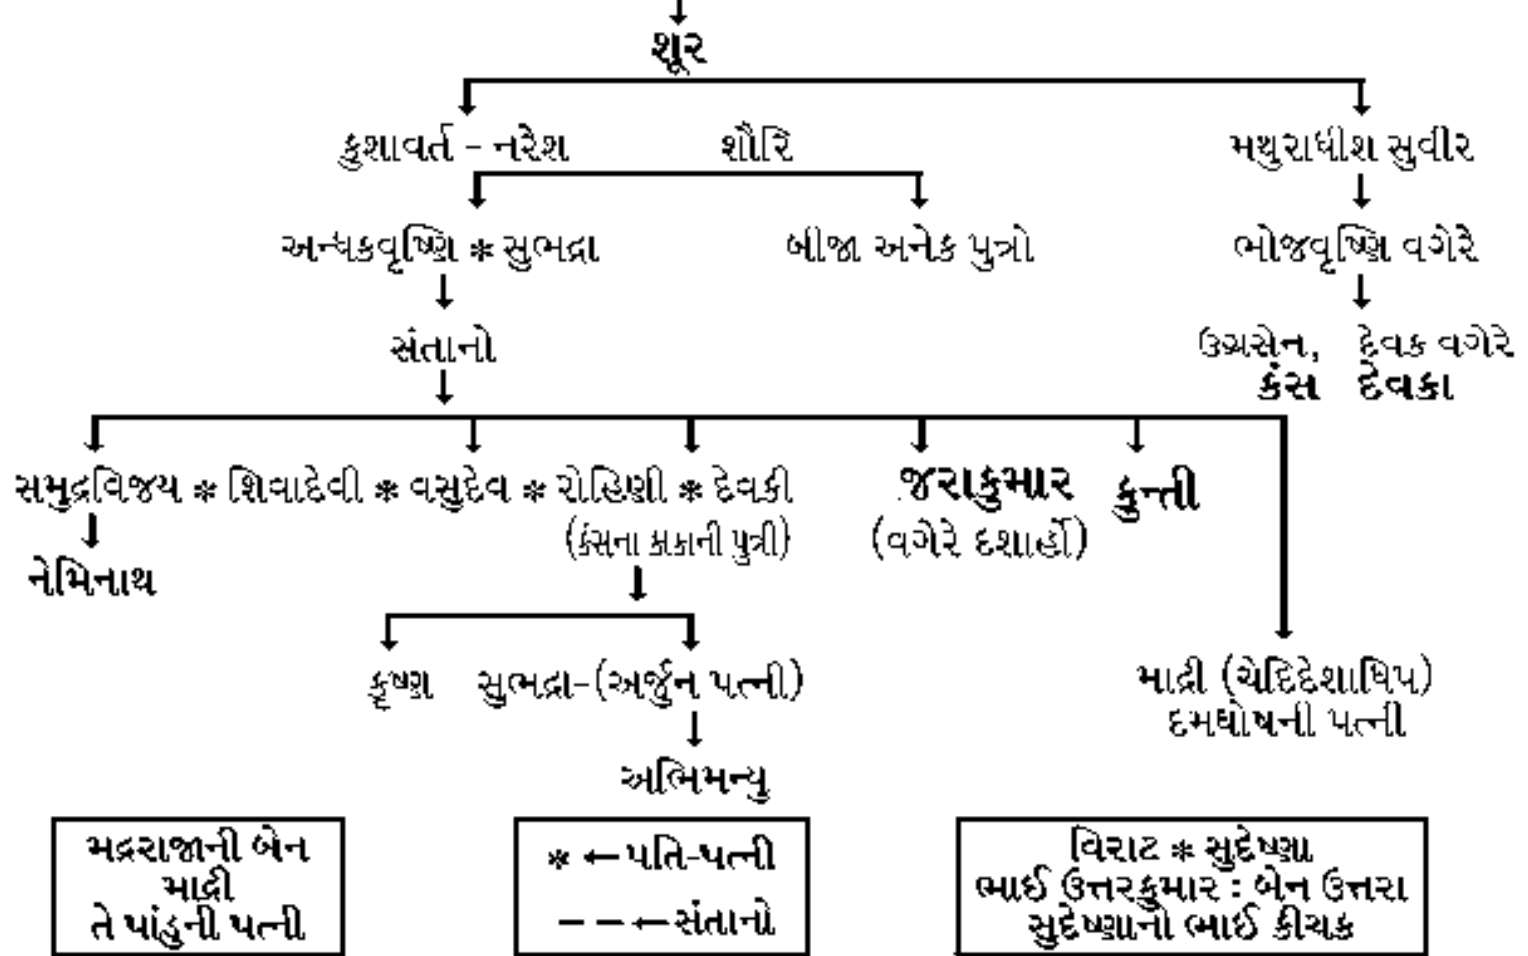 શૂર
કુશાવર્ત - નરેશ શૌરિ મથુરાધીશ સુવીર
અન્ધકવૃષ્ણિ * સુભદ્રા બીજા અનેક પુત્રો ભોજવૃષ્ણિ વગેરે
સંતાનો ઉગ્રસેન, દેવક વગેરે
કંસ દેવકા
સમુદ્રવિજય * શિવાદેવી * વસુદેવ * રોહિણી * દેવકી જરાકુમાર કુન્તી
(કંસના કાકાની પુત્રી) (વગેરે દશાર્હો)
નેમિનાથ
કૃષ્ણ સુભદ્રા-(અર્જુન પત્ની) માદ્રી (ચેદિદેશાધિપ)
દમઘોષની પત્ની
અભિમન્યુ
મદ્રરાજાની બેન
માદ્રી
તે પાંડુની પત્ની
* ← પતિ-પત્ની
– – ← સંતાનો
વિરાટ * સુદેષ્ણા
ભાઈ ઉત્તરકુમાર : બેન ઉત્તરા
સુદેષ્ણાનો ભાઈ કીચક